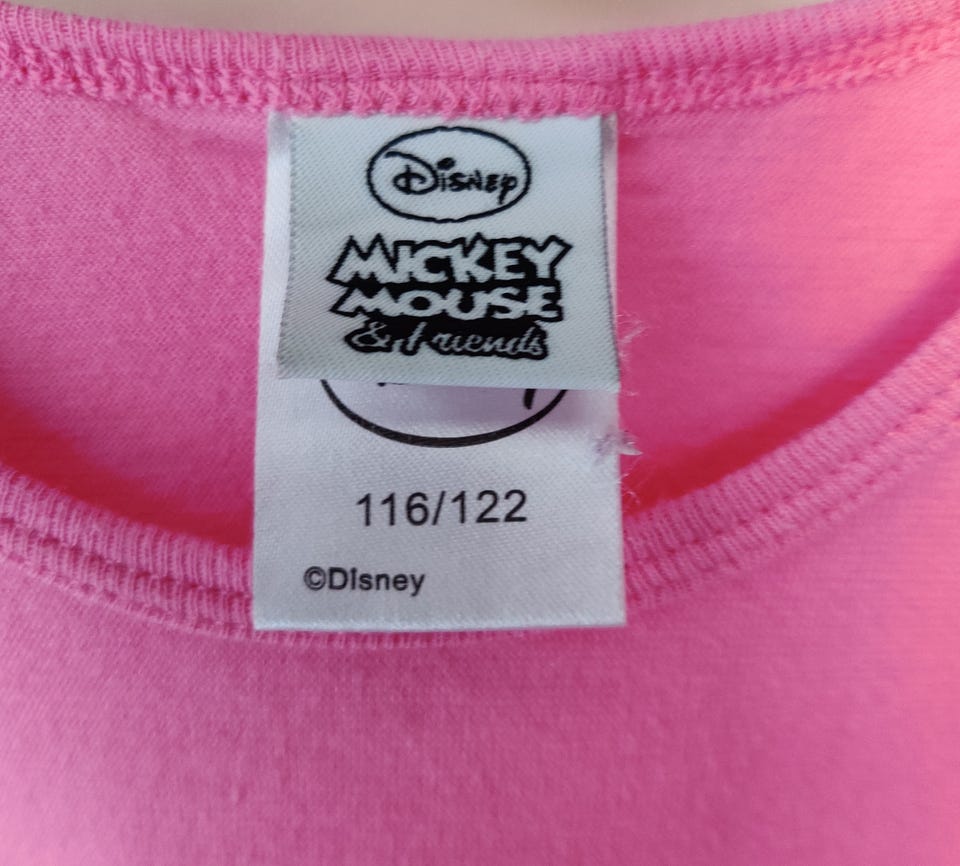 Disney
MICKEY
MOUSE
& Friends
116/122
©Disney